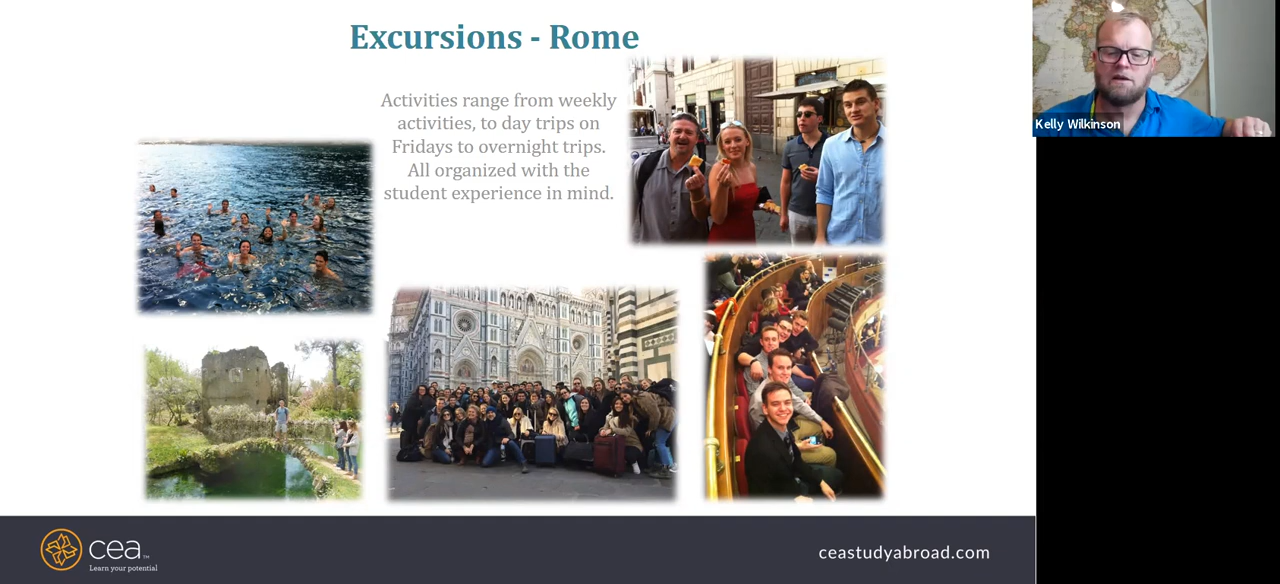 Excursions - Rome
Activities range from weekly
activities, to day trips on
Fridays to overnight trips.
All organized with the
student experience in mind.
Kelly Wilkinson
cea™
Learn your potential
ceastudyabroad.com